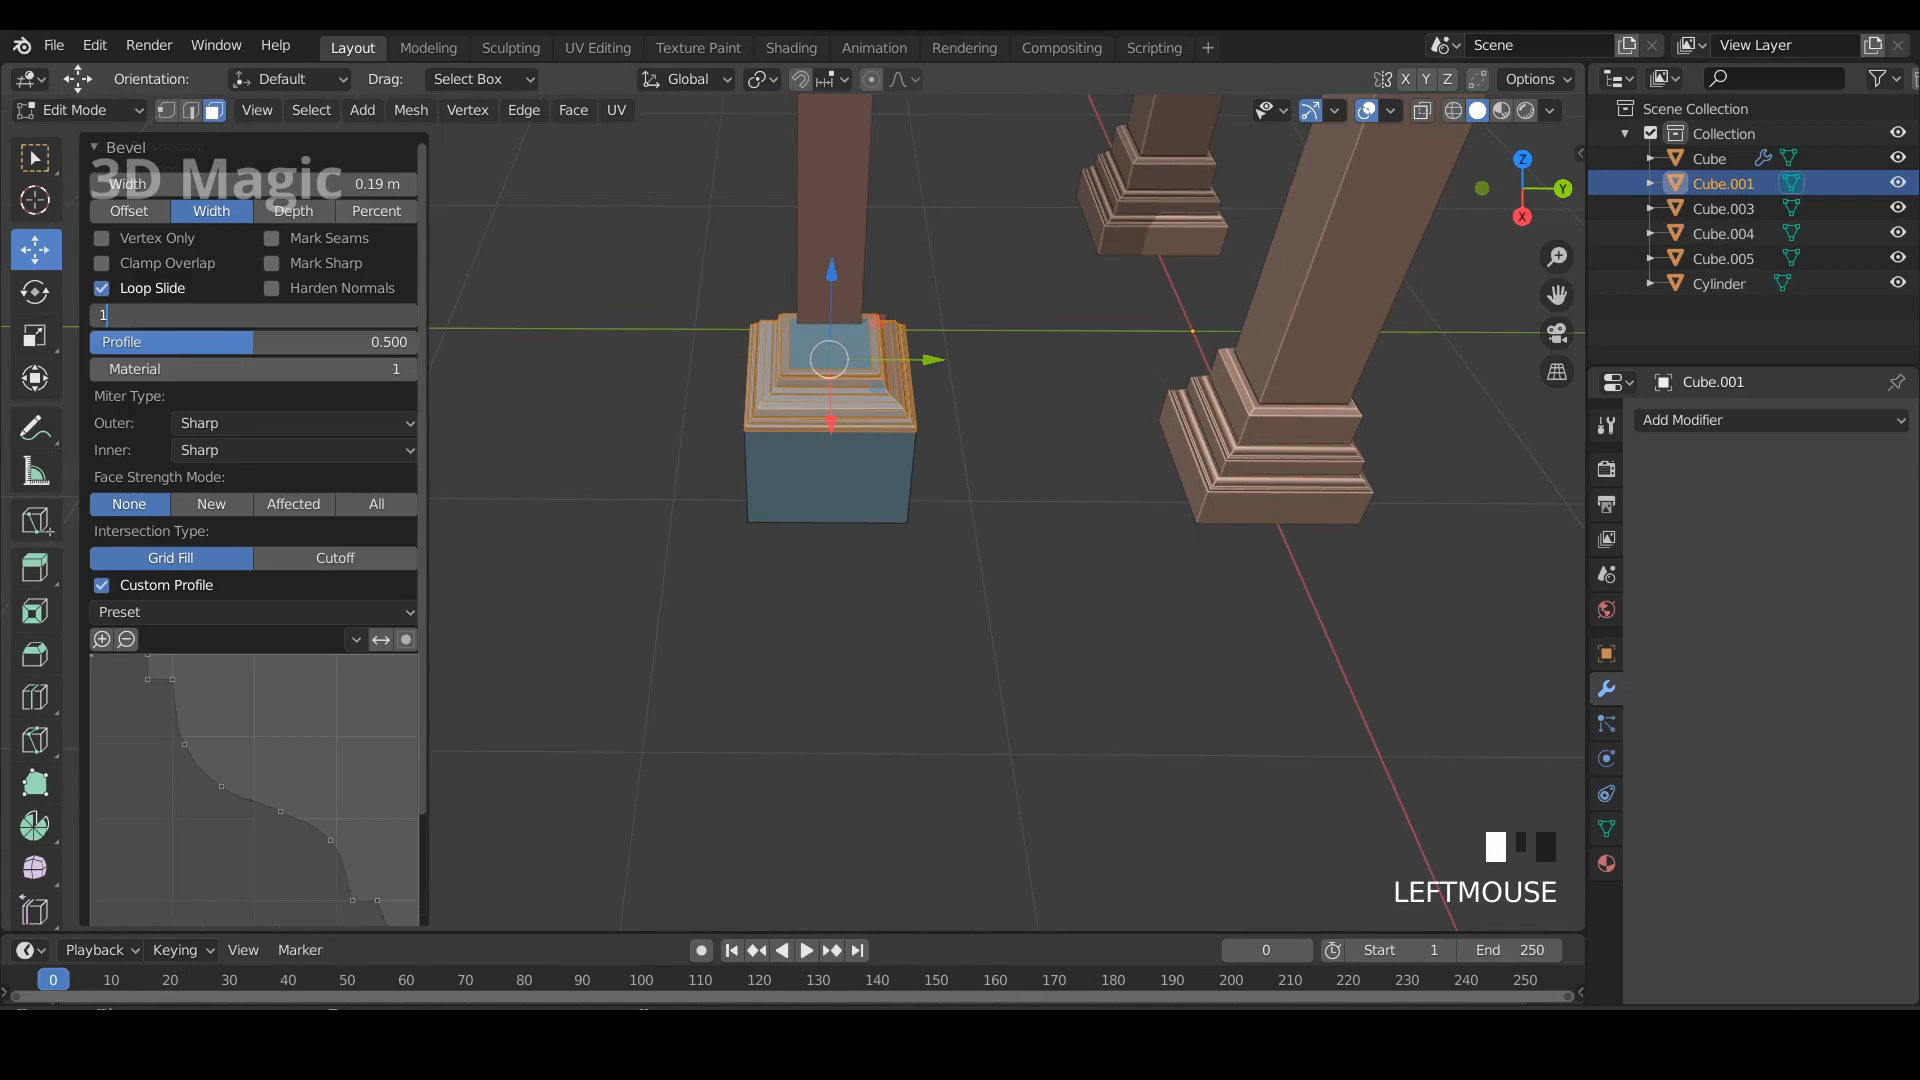 File Edit Render Window Help Layout Modeling Sculpting UV Editing Texture Paint Shading Animation Rendering Compositing Scripting + Scene View Layer
Orientation: Default Drag: Select Box Global X Y Z Options
Edit Mode View Select Add Mesh Vertex Edge Face UV
Scene Collection
Collection
Cube
Cube.001
Cube.003
Cube.004
Cube.005
Cylinder
Bevel
3D Magic
Width 0.19 m
Offset Width Depth Percent
Vertex Only Mark Seams
Clamp Overlap Mark Sharp
Loop Slide Harden Normals
1
Profile 0.500
Material 1
Miter Type:
Outer: Sharp
Inner: Sharp
Face Strength Mode:
None New Affected All
Intersection Type:
Grid Fill Cutoff
Custom Profile
Preset
Z
Y
X
Cube.001
Add Modifier
LEFTMOUSE
Playback Keying View Marker 0 Start 1 End 250
0 10 20 30 40 50 60 70 80 90 100 110 120 130 140 150 160 170 180 190 200 210 220 230 240 250